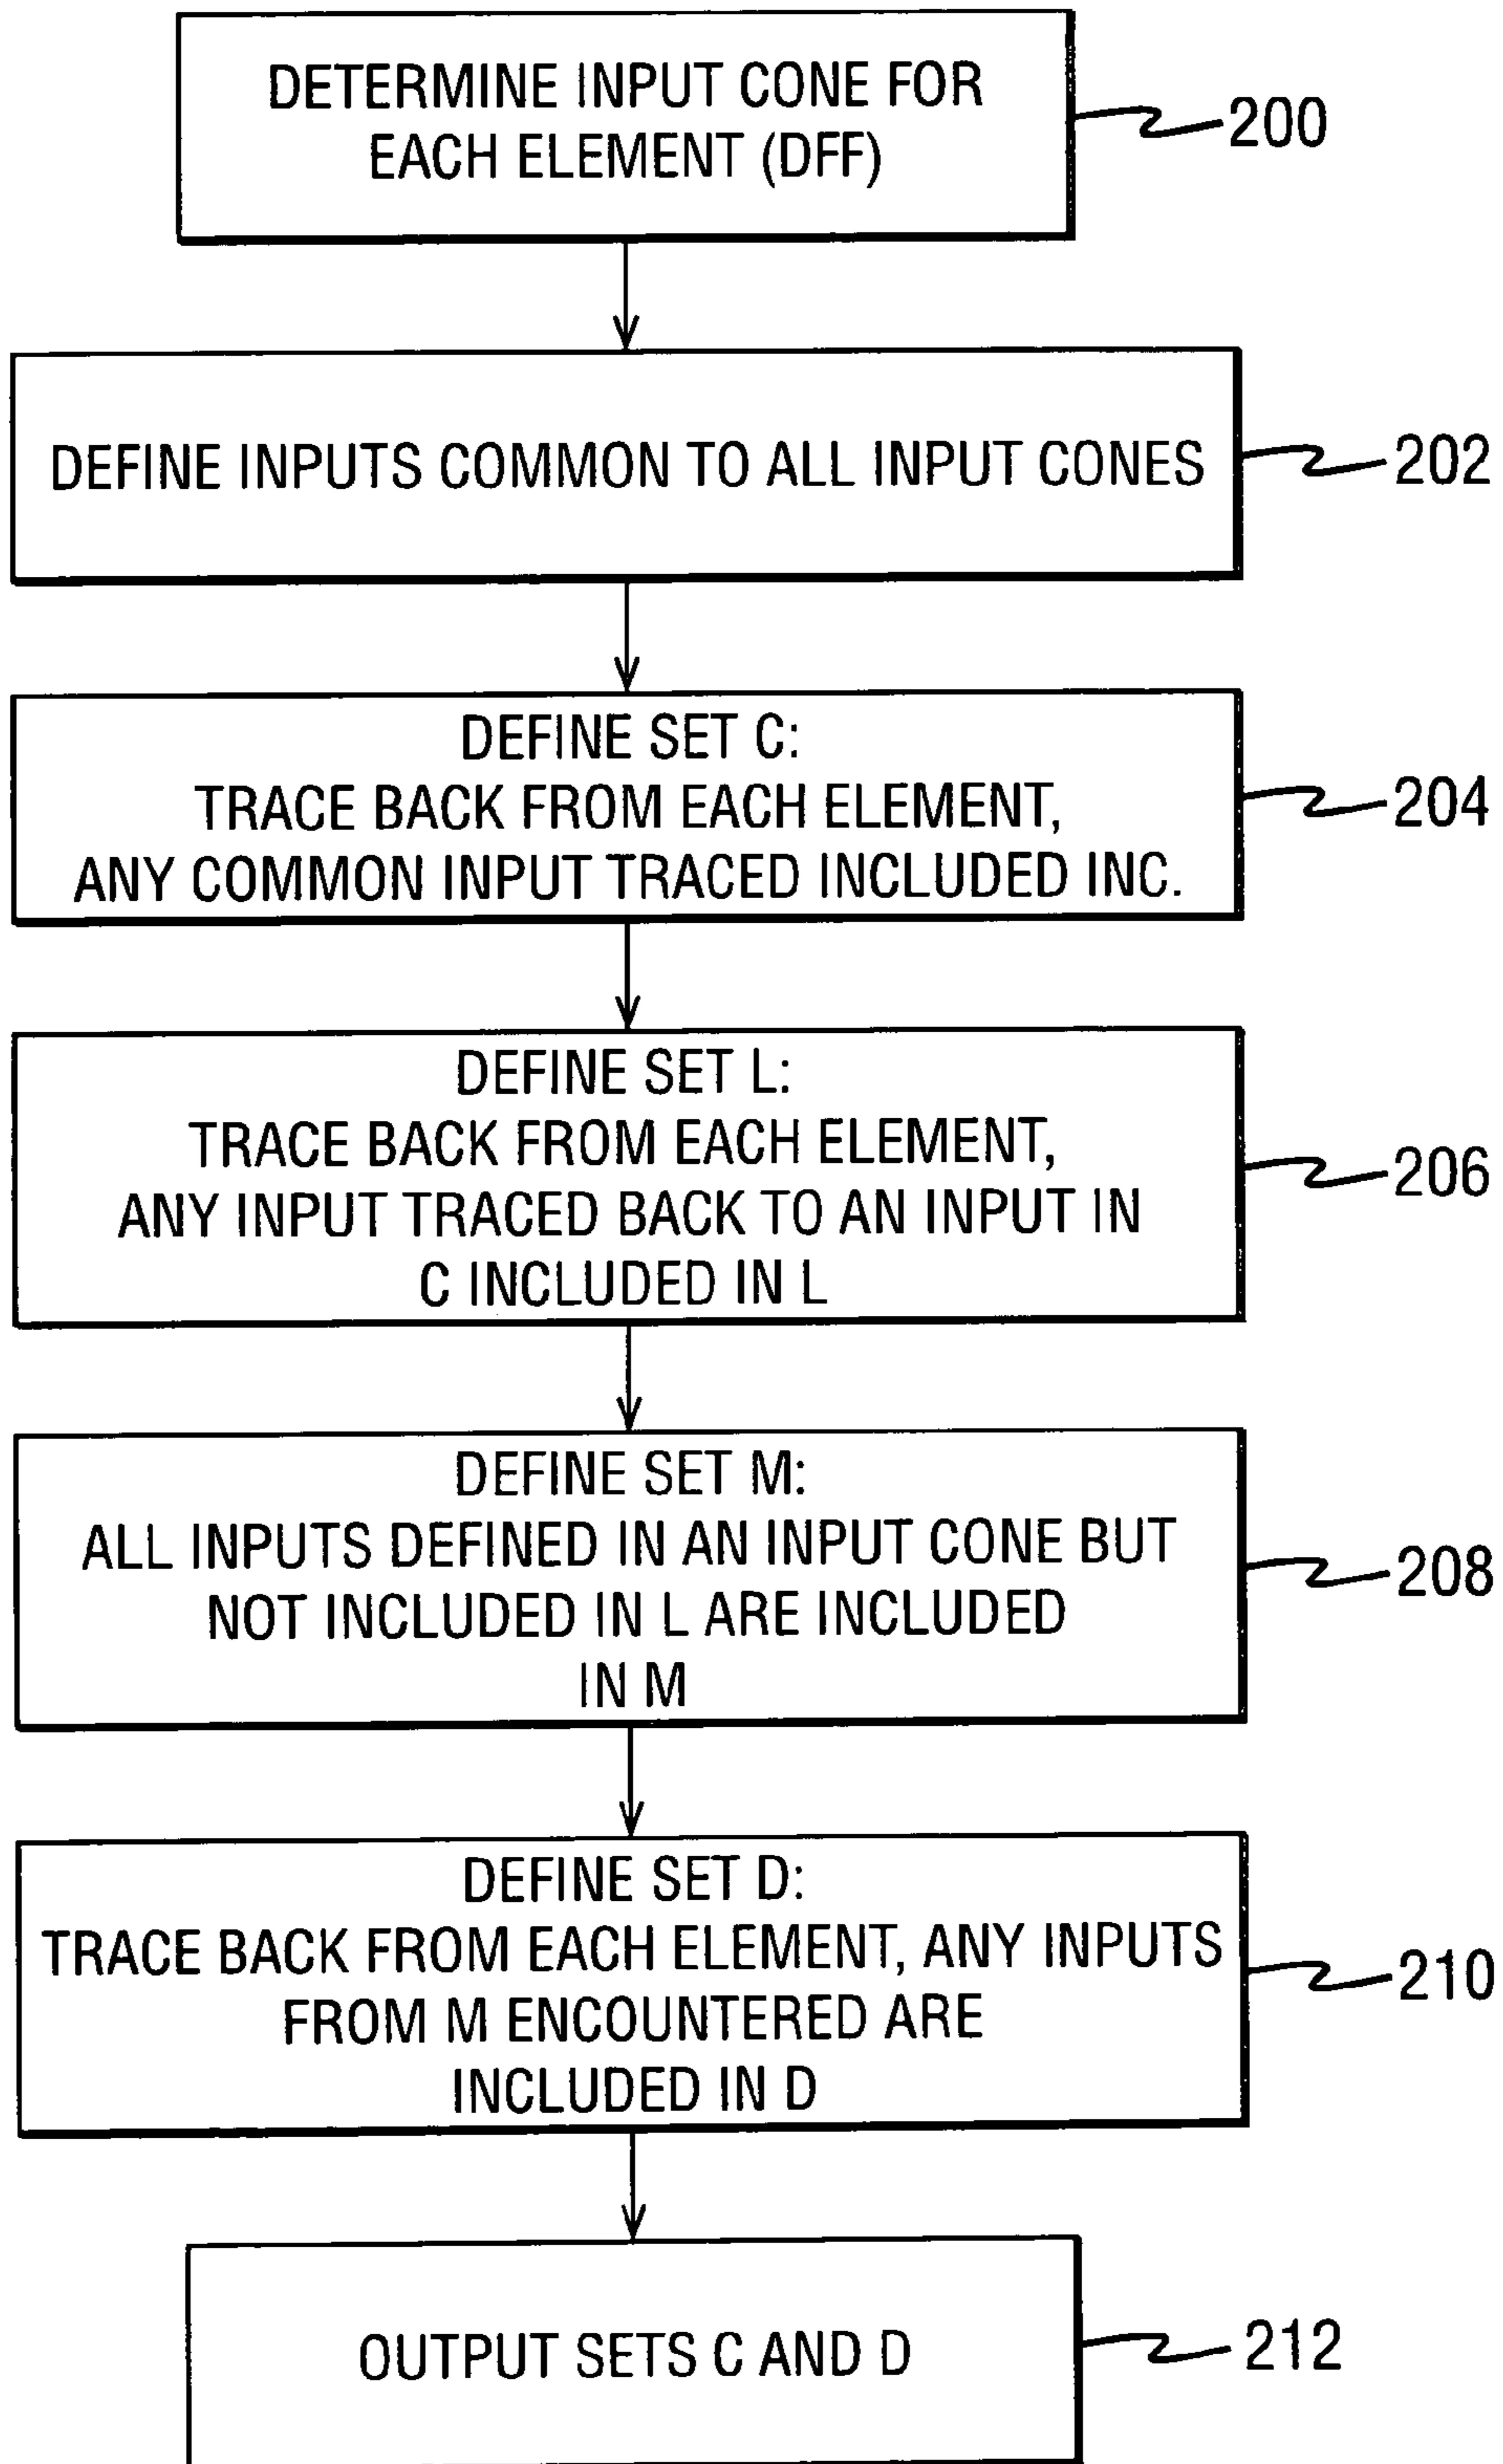 DETERMINE INPUT CONE FOR
EACH ELEMENT (DFF)
200
DEFINE INPUTS COMMON TO ALL INPUT CONES
202
DEFINE SET C:
TRACE BACK FROM EACH ELEMENT,
ANY COMMON INPUT TRACED INCLUDED INC.
204
DEFINE SET L:
TRACE BACK FROM EACH ELEMENT,
ANY INPUT TRACED BACK TO AN INPUT IN
C INCLUDED IN L
206
DEFINE SET M:
ALL INPUTS DEFINED IN AN INPUT CONE BUT
NOT INCLUDED IN L ARE INCLUDED
IN M
208
DEFINE SET D:
TRACE BACK FROM EACH ELEMENT, ANY INPUTS
FROM M ENCOUNTERED ARE
INCLUDED IN D
210
OUTPUT SETS C AND D
212